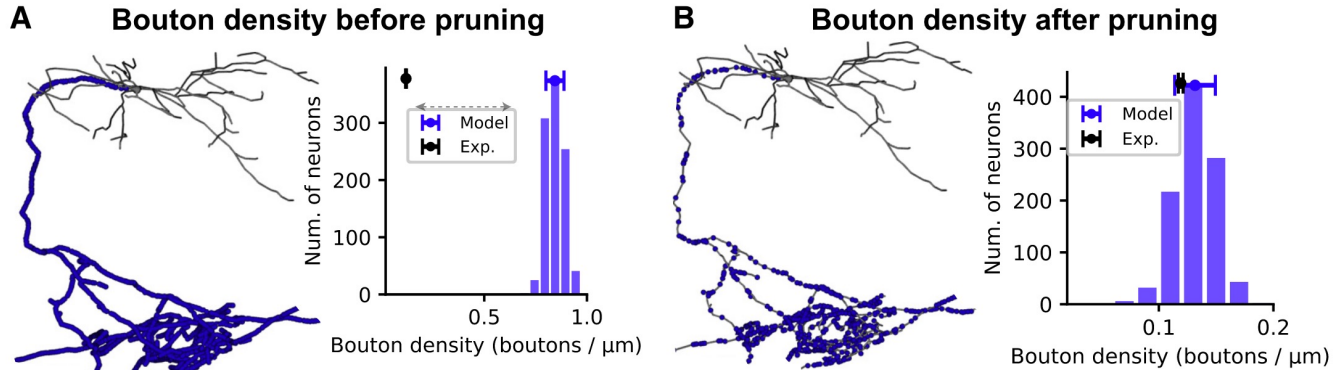 A
Bouton density before pruning
Num. of neurons
300
200
100
0
0.5
1.0
Bouton density (boutons / μm)
Model
Exp.
B
Bouton density after pruning
Num. of neurons
400
300
200
100
0
0.1
0.2
Bouton density (boutons / μm)
Model
Exp.